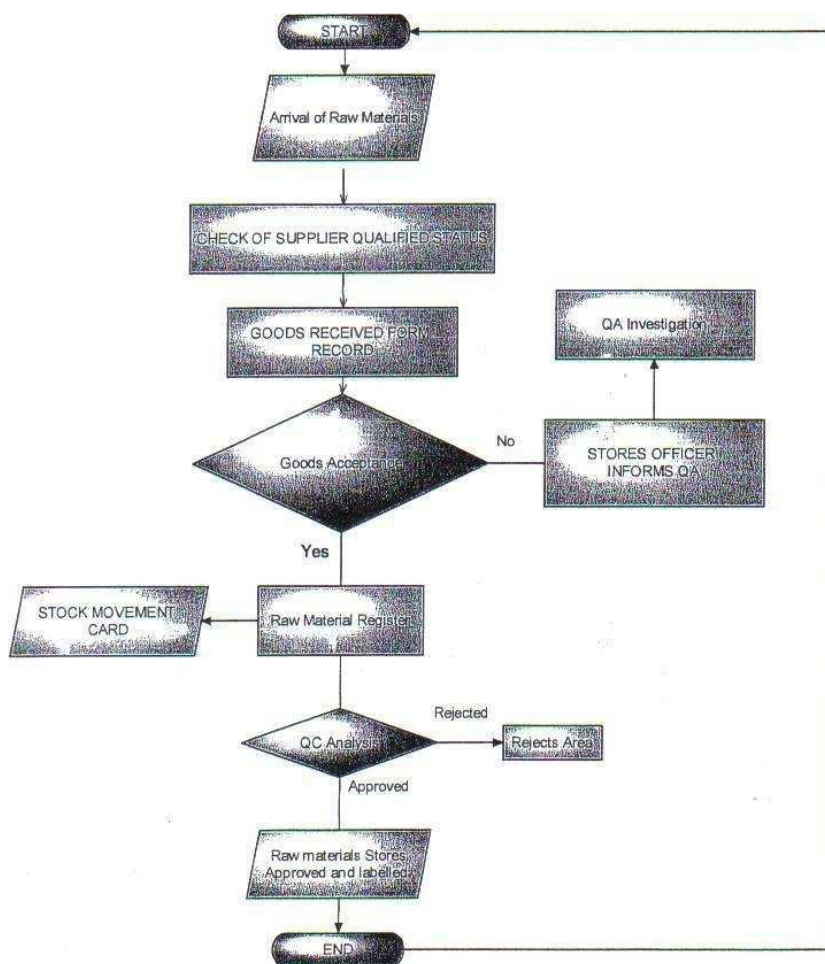 START
Arrival of Raw Materials
CHECK OF SUPPLIER QUALIFIED STATUS
GOODS RECEIVED FORM
RECORD
QA Investigation
Goods Acceptance
No
STORES OFFICER
INFORMS QA
Yes
STOCK MOVEMENT
CARD
Raw Material Register
QC Analysis
Rejected
Rejects Area
Approved
Raw materials Stores
Approved and labelled
END